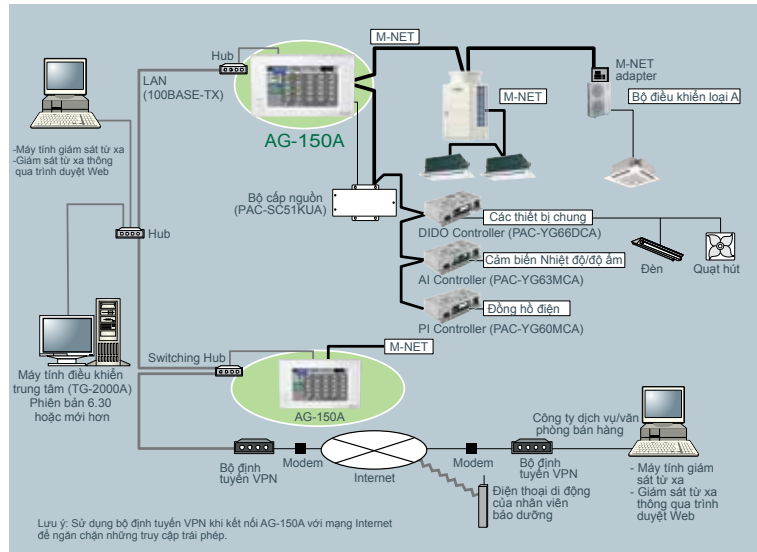 Hub
M-NET
LAN
(100BASE-TX)
AG-150A
M-NET
M-NET
adapter
Bộ điều khiển loại A
-Máy tính giám sát từ xa
-Giám sát từ xa thông
qua trình duyệt Web
Bộ cấp nguồn
(PAC-SC51KUA)
Các thiết bị chung
DIDO Controller (PAC-YG66DCA)
Hub
Cảm biến Nhiệt độ/độ ẩm
AI Controller (PAC-YG63MCA)
Đèn
Quạt hút
Đồng hồ điện
PI Controller (PAC-YG60MCA)
Máy tính điều khiển
trung tâm (TG-2000A)
Phiên bản 6.30
hoặc mới hơn
Switching Hub
M-NET
AG-150A
Công ty dịch vụ/văn
phòng bán hàng
Bộ định
tuyến VPN
Modem
Internet
Modem
Bộ định
tuyến VPN
- Máy tính giám
sát từ xa
- Giám sát từ xa
thông qua trình
duyệt Web
Điện thoại di động
của nhân viên
bảo dưỡng
Lưu ý: Sử dụng bộ định tuyến VPN khi kết nối AG-150A với mạng Internet
để ngăn chặn những truy cập trái phép.